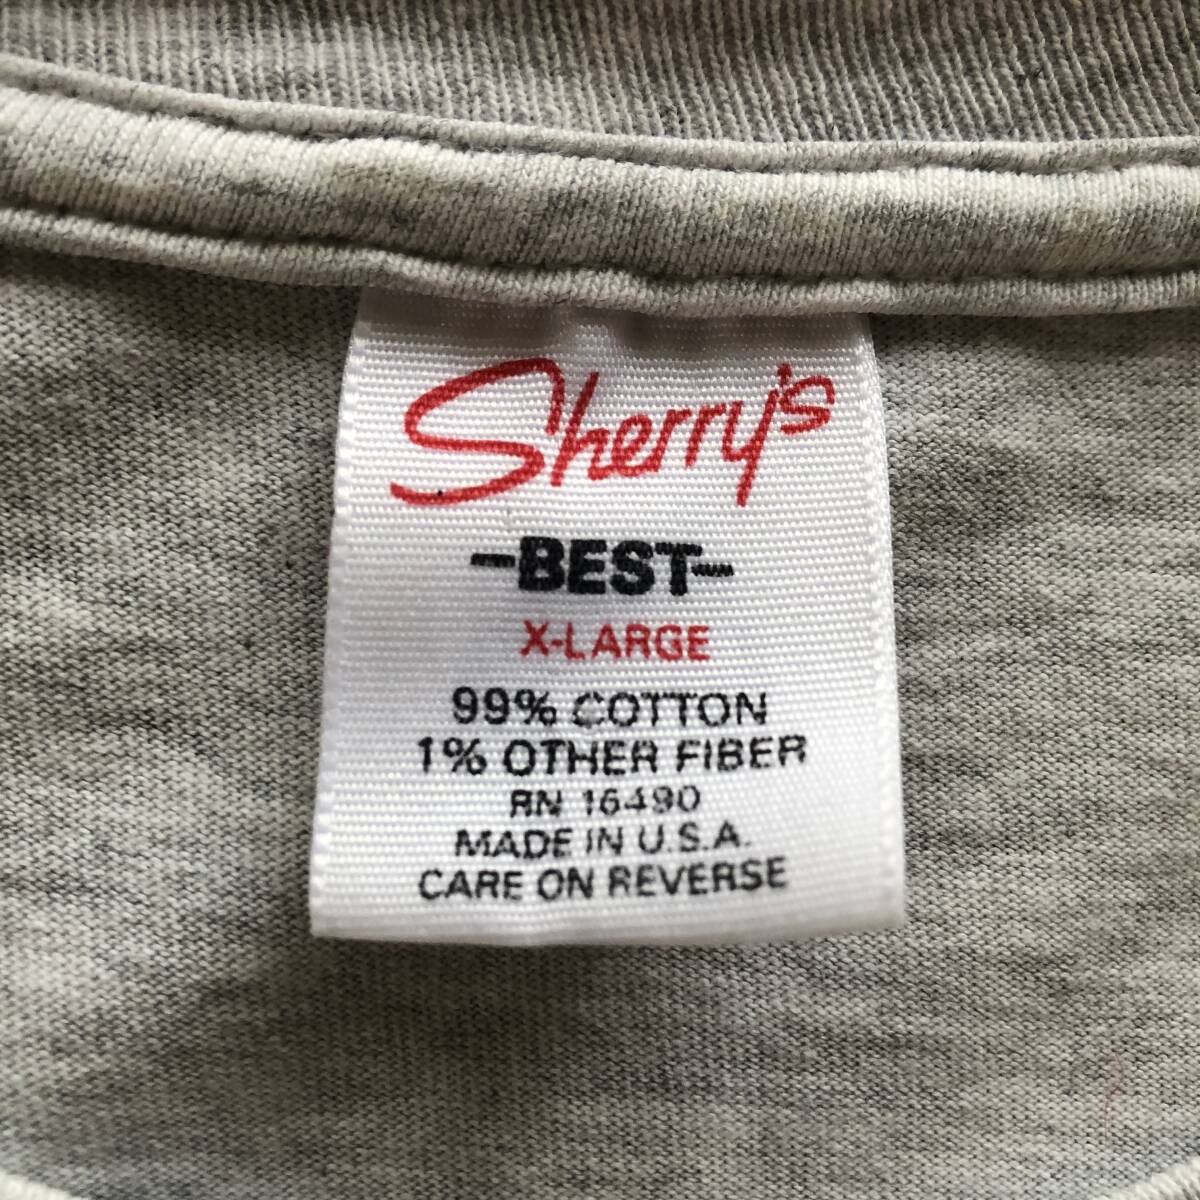 Sherry's
-BEST-
X-LARGE
99% COTTON
1% OTHER FIBER
RN 16490
MADE IN U.S.A.
CARE ON REVERSE